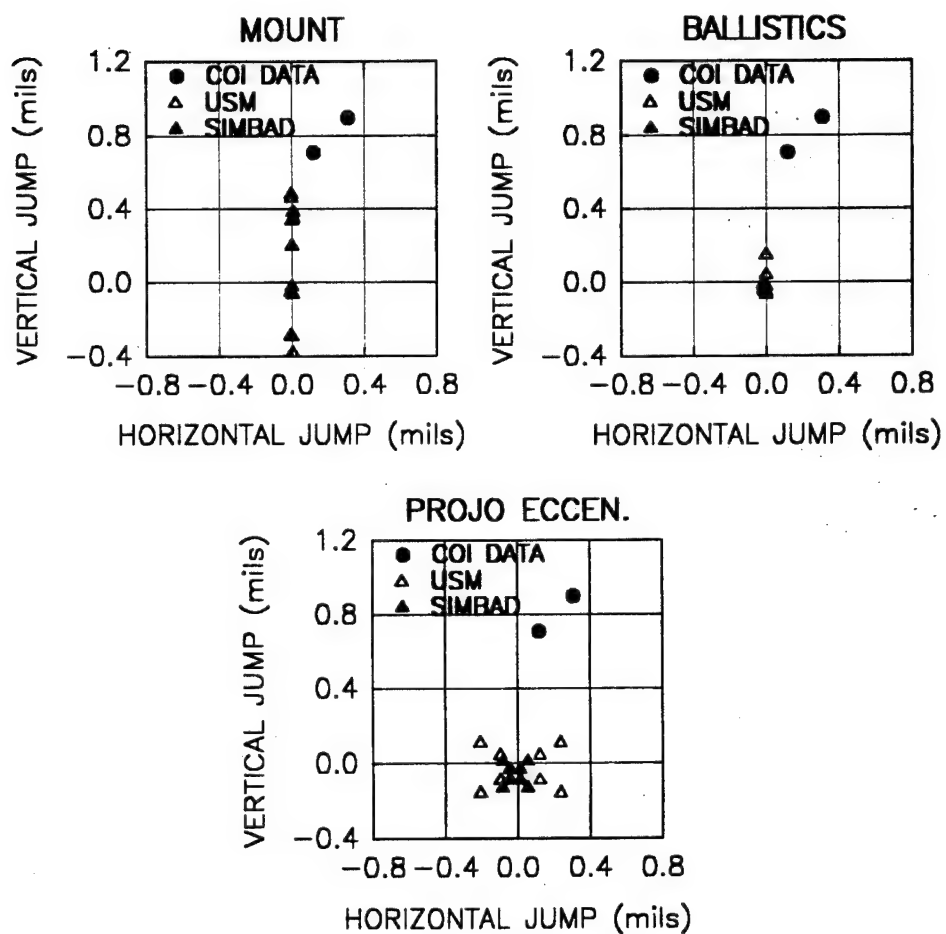 MOUNT
1.2
0.8
0.4
0.0
−0.4
VERTICAL JUMP (mils)
COI DATA
USM
SIMBAD
−0.8 −0.4 0.0 0.4 0.8
HORIZONTAL JUMP (mils)
BALLISTICS
1.2
0.8
0.4
0.0
−0.4
VERTICAL JUMP (mils)
COI DATA
USM
SIMBAD
−0.8 −0.4 0.0 0.4 0.8
HORIZONTAL JUMP (mils)
PROJO ECCEN.
1.2
0.8
0.4
0.0
−0.4
VERTICAL JUMP (mils)
COI DATA
USM
SIMBAD
−0.8 −0.4 0.0 0.4 0.8
HORIZONTAL JUMP (mils)